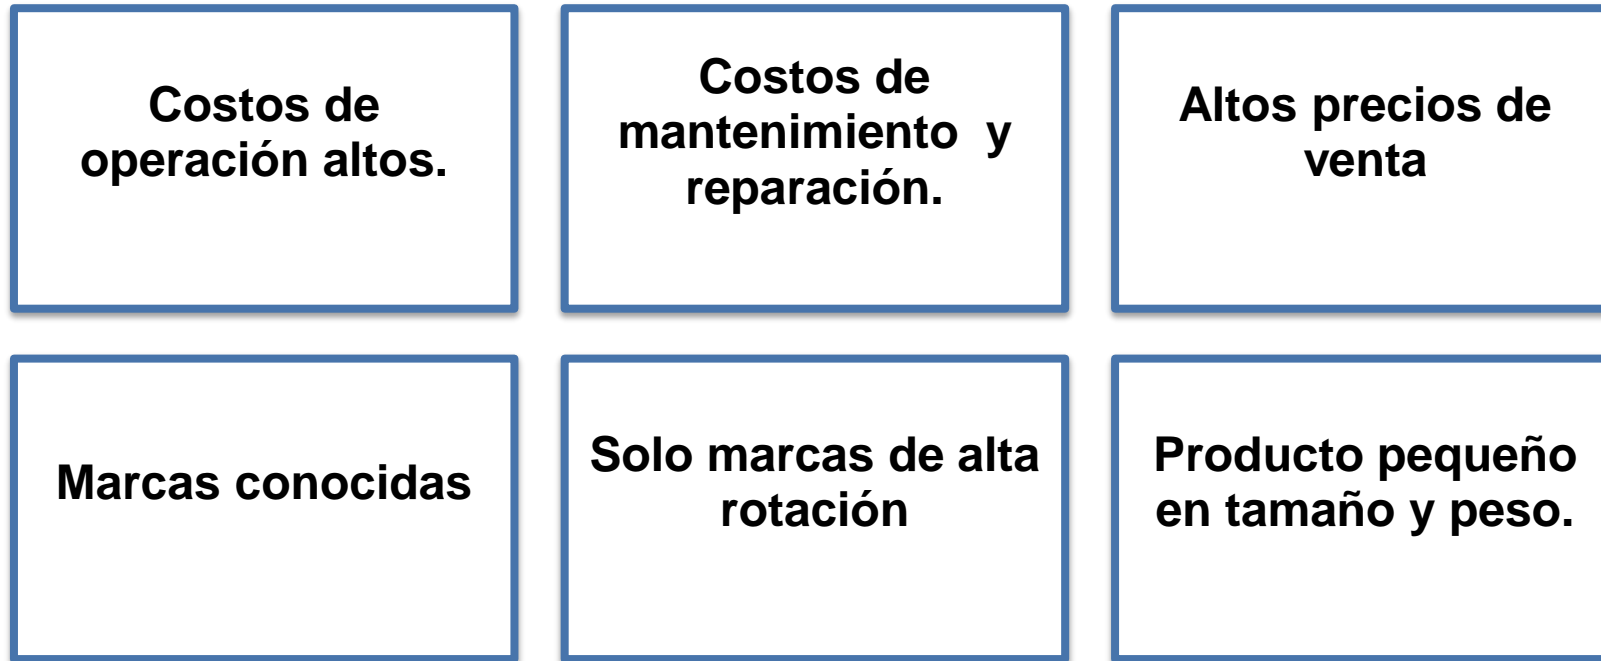 Costos de
operación altos.
Costos de
mantenimiento  y
reparación.
Altos precios de
venta
Marcas conocidas
Solo marcas de alta
rotación
Producto pequeño
en tamaño y peso.